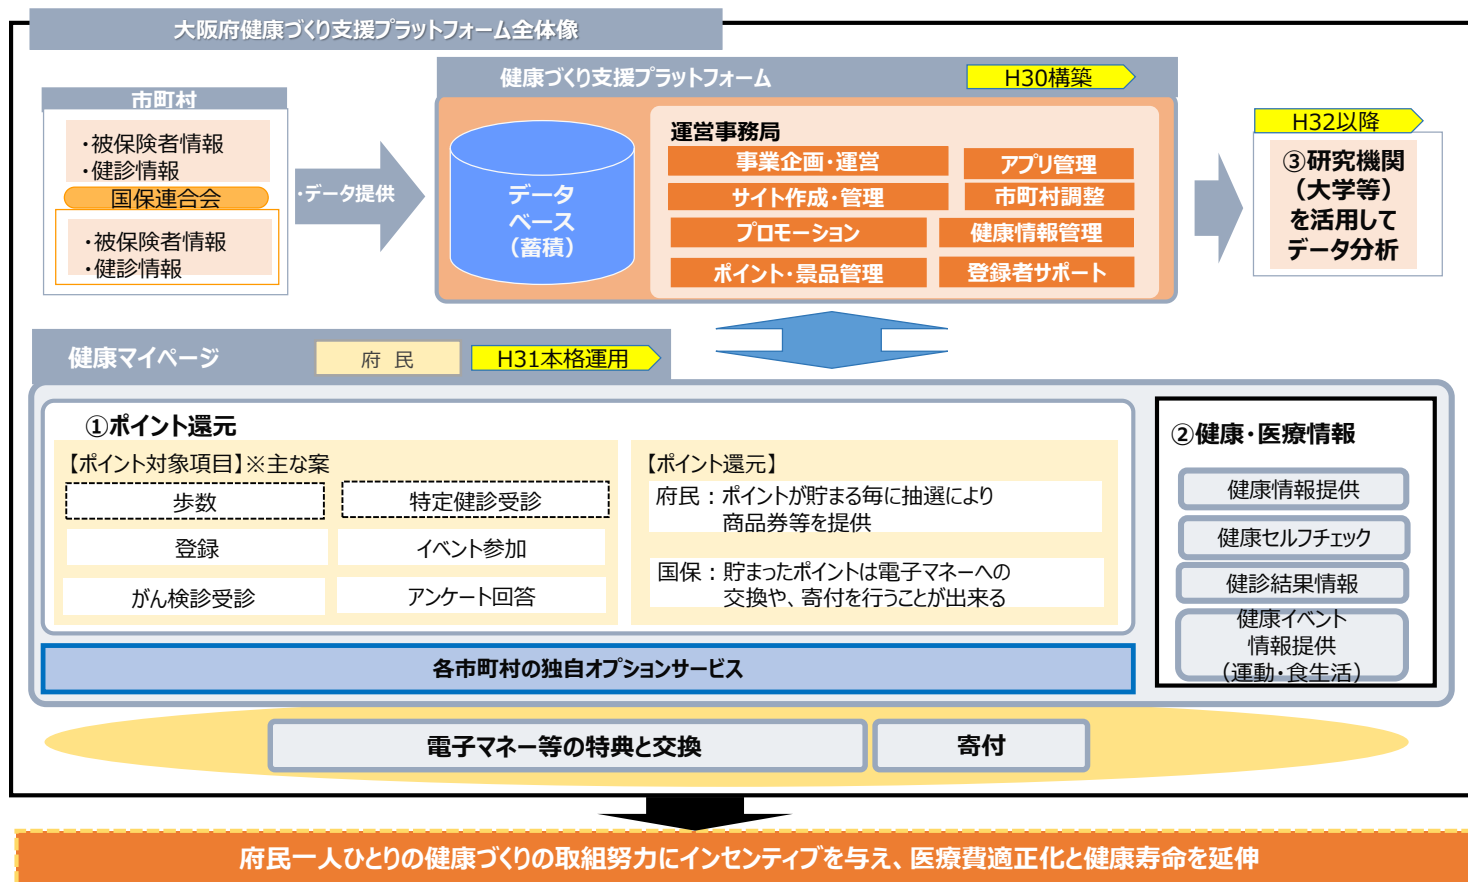 大阪府健康づくり支援プラットフォーム全体像
市町村
・被保険者情報
・健診情報
国保連合会
・被保険者情報
・健診情報
・データ提供
健康づくり支援プラットフォーム
H30構築
データ
ベース
（蓄積）
運営事務局
事業企画・運営
アプリ管理
サイト作成・管理
市町村調整
プロモーション
健康情報管理
ポイント・景品管理
登録者サポート
H32以降
③研究機関
（大学等）
を活用して
データ分析
健康マイページ
府 民
H31本格運用
①ポイント還元
【ポイント対象項目】※主な案
歩数
特定健診受診
登録
イベント参加
がん検診受診
アンケート回答
【ポイント還元】
府民：ポイントが貯まる毎に抽選により
商品券等を提供
国保：貯まったポイントは電子マネーへの
交換や、寄付を行うことが出来る
②健康・医療情報
健康情報提供
健康セルフチェック
健診結果情報
健康イベント
情報提供
（運動・食生活）
各市町村の独自オプションサービス
電子マネー等の特典と交換
寄付
府民一人ひとりの健康づくりの取組努力にインセンティブを与え、医療費適正化と健康寿命を延伸